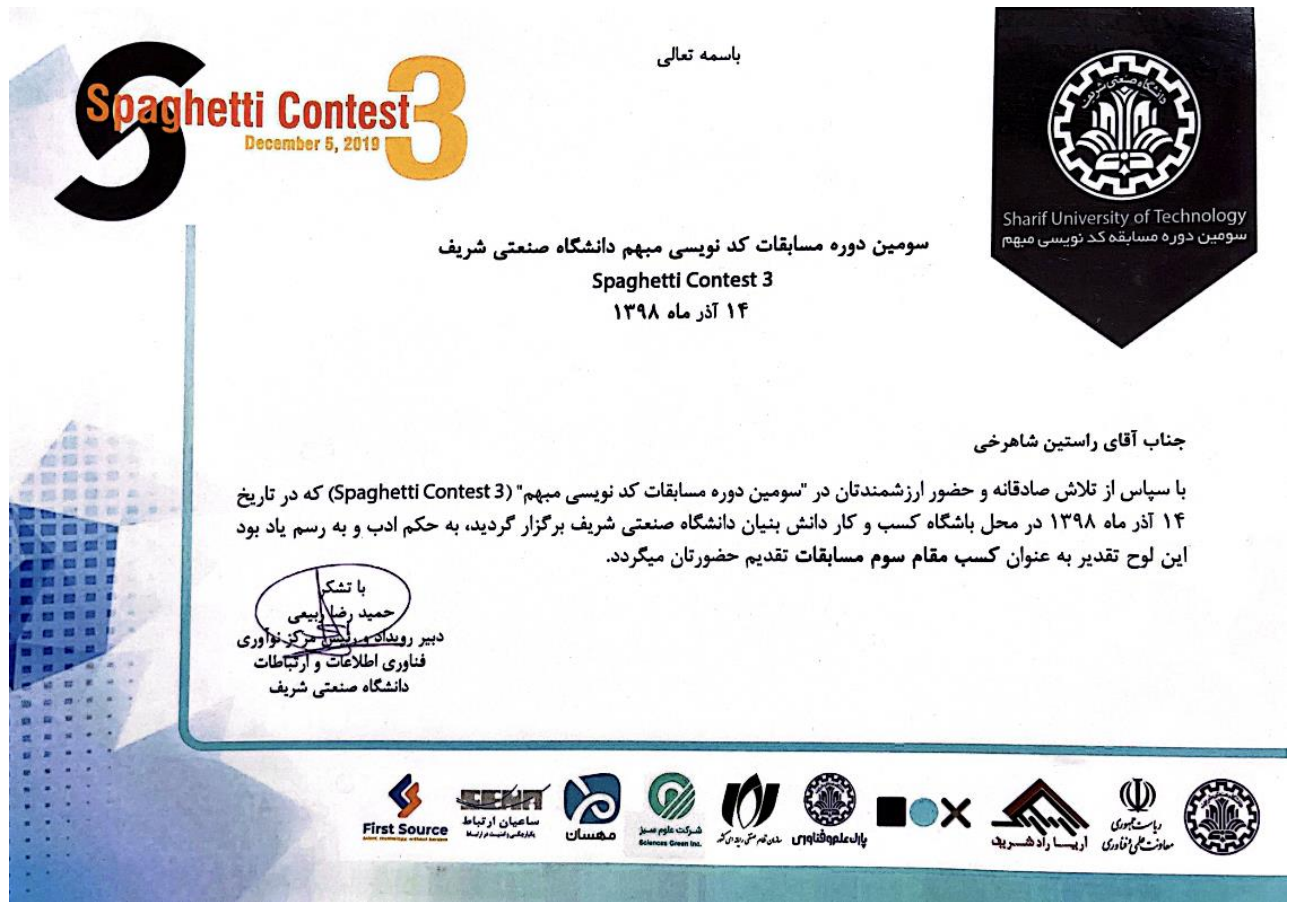 باسمه تعالی
Spaghetti Contest 3
December 5, 2019
دانشگاه صنعتی شریف
Sharif University of Technology
سومین دوره مسابقه کد نویسی مبهم
سومین دوره مسابقات کد نویسی مبهم دانشگاه صنعتی شریف
Spaghetti Contest 3
۱۴ آذر ماه ۱۳۹۸
جناب آقای راستین شاهرخی
با سپاس از تلاش صادقانه و حضور ارزشمندتان در "سومین دوره مسابقات کد نویسی مبهم" (Spaghetti Contest 3) که در تاریخ
۱۴ آذر ماه ۱۳۹۸ در محل باشگاه کسب و کار دانش بنیان دانشگاه صنعتی شریف برگزار گردید، به حکم ادب و به رسم یاد بود
این لوح تقدیر به عنوان کسب مقام سوم مسابقات تقدیم حضورتان میگردد.
با تشکر
حمید رضا ربیعی
دبیر رویداد و رئیس مرکز نوآوری
فناوری اطلاعات و ارتباطات
دانشگاه صنعتی شریف
ریاست جمهوری
معاونت علمی و فناوری
آریا راد شریف
پارک علم و فناوری
شرکت علوم سبز
Sciences Green Inc.
مهسان
ساعیان ارتباط
First Source